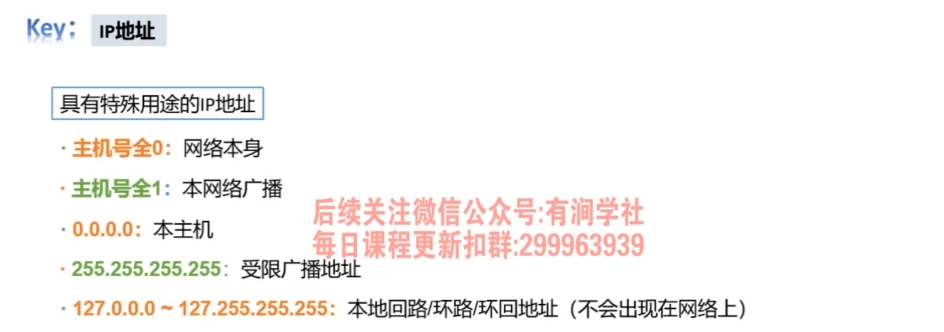 Key： IP地址
具有特殊用途的IP地址
· 主机号全0：网络本身
· 主机号全1：本网络广播
后续关注微信公众号:有涧学社
· 0.0.0.0：本主机
每日课程更新扣群:299963939
· 255.255.255.255：受限广播地址
· 127.0.0.0 ~ 127.255.255.255：本地回路/环路/环回地址（不会出现在网络上）